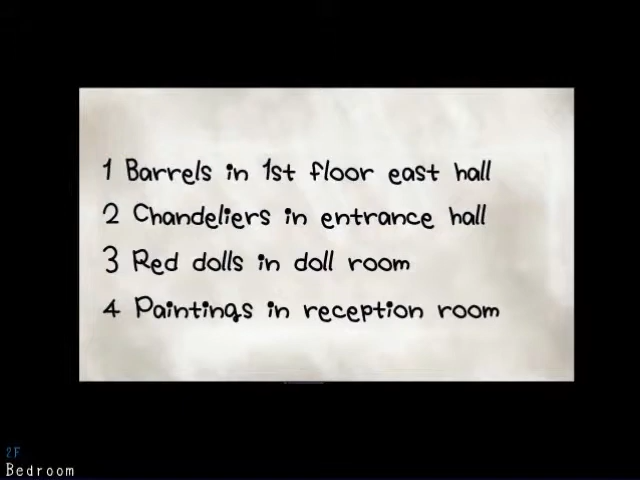 1 Barrels in 1st floor east hall
2 Chandeliers in entrance hall
3 Red dolls in doll room
4 Paintings in reception room
2F
Bedroom